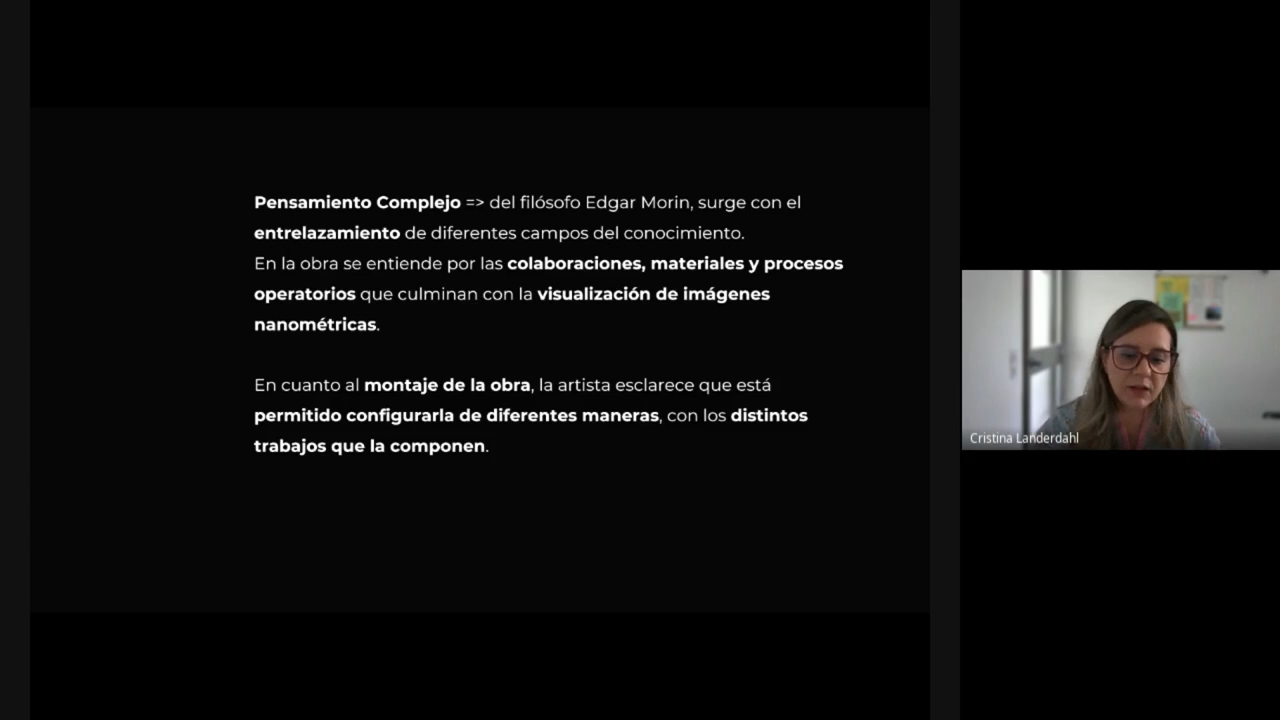 Pensamiento Complejo => del filósofo Edgar Morin, surge con el
entrelazamiento de diferentes campos del conocimiento.
En la obra se entiende por las colaboraciones, materiales y procesos
operatorios que culminan con la visualización de imágenes
nanométricas.
En cuanto al montaje de la obra, la artista esclarece que está
permitido configurarla de diferentes maneras, con los distintos
trabajos que la componen.
Cristina Landerdahl